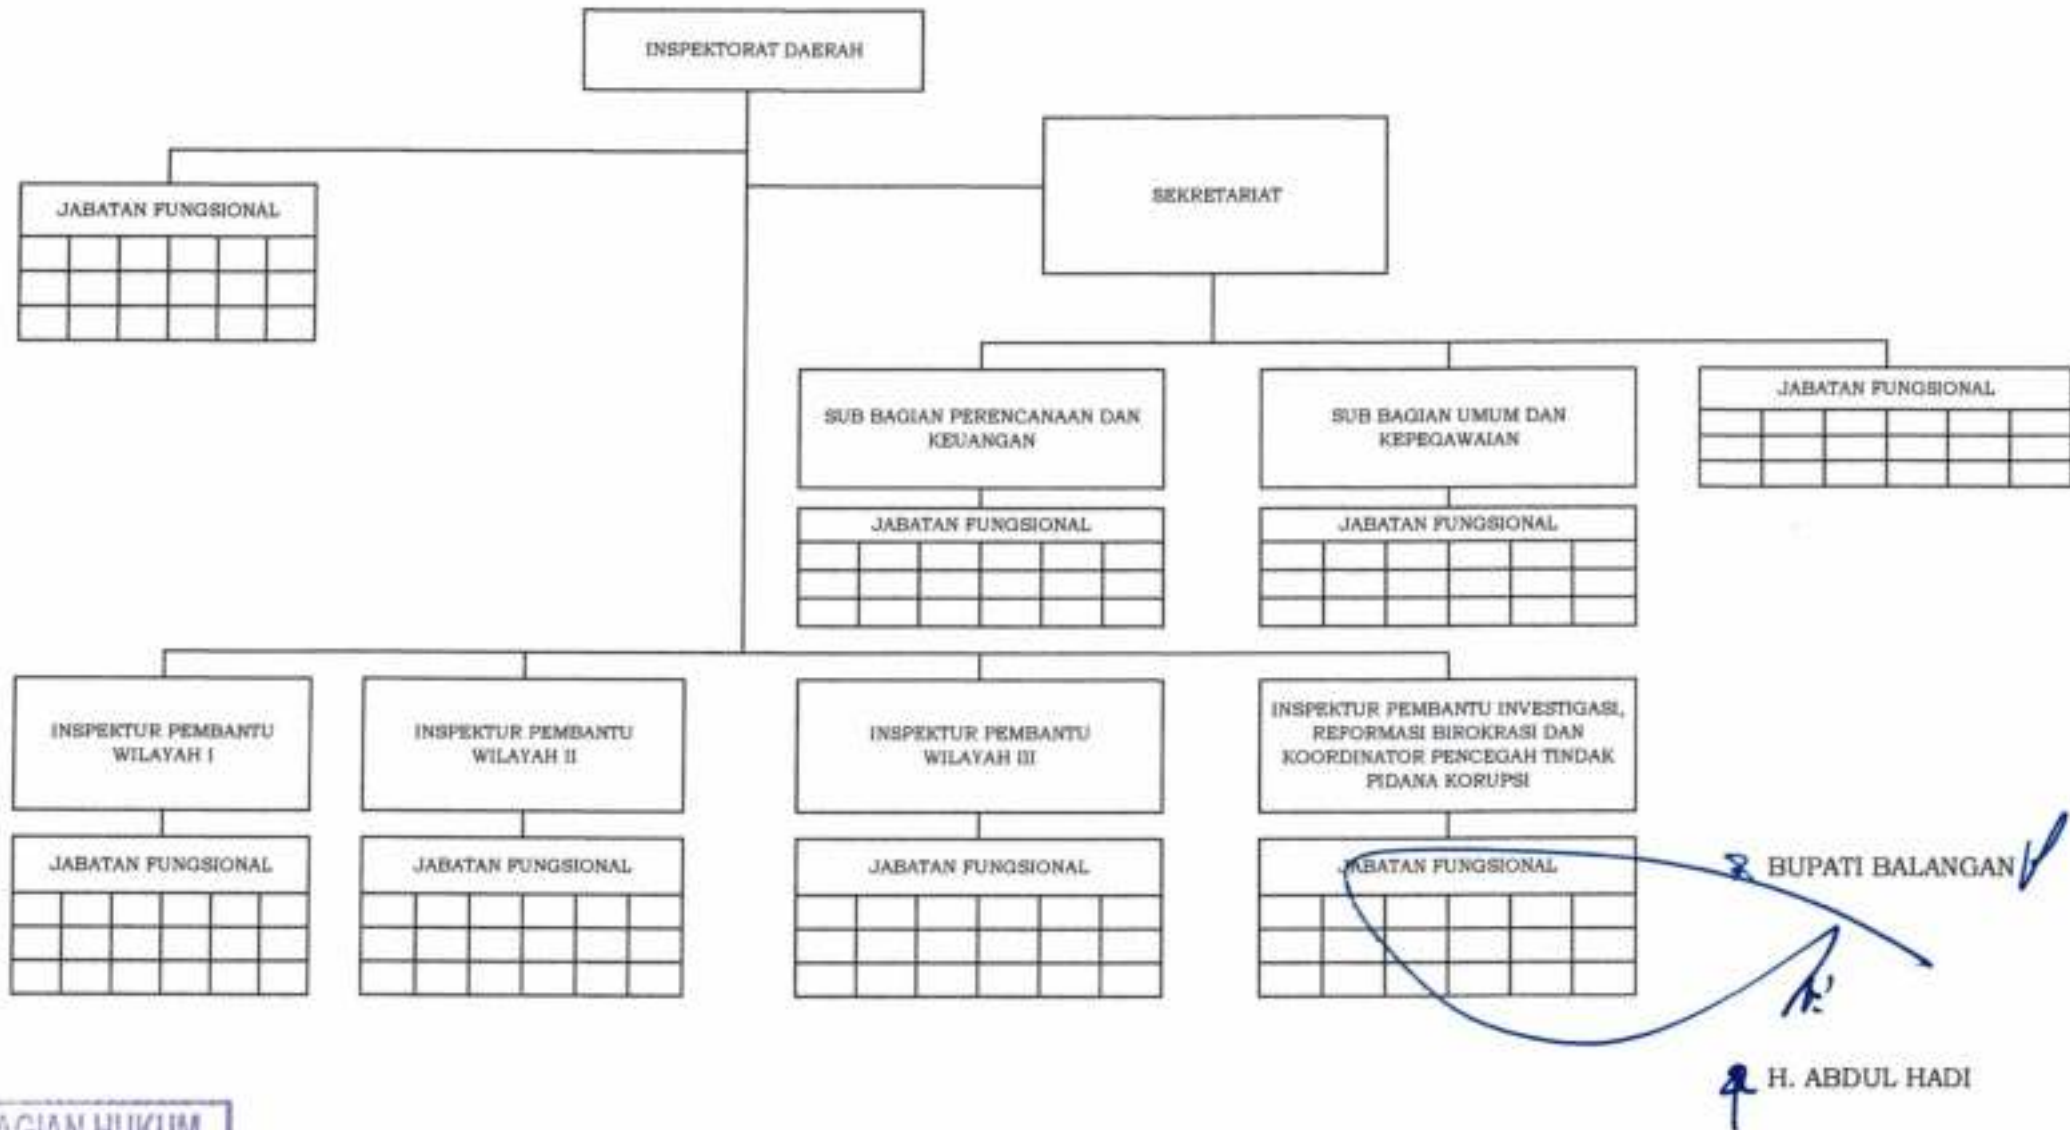 INSPEKTORAT DAERAH
SEKRETARIAT
JABATAN FUNGSIONAL
SUB BAGIAN PERENCANAAN DAN
KEUANGAN
SUB BAGIAN UMUM DAN
KEPEGAWAIAN
JABATAN FUNGSIONAL
JABATAN FUNGSIONAL
JABATAN FUNGSIONAL
INSPEKTUR PEMBANTU
WILAYAH I
INSPEKTUR PEMBANTU
WILAYAH II
INSPEKTUR PEMBANTU
WILAYAH III
INSPEKTUR PEMBANTU INVESTIGASI,
REFORMASI BIROKRASI DAN
KOORDINATOR PENCEGAH TINDAK
PIDANA KORUPSI
JABATAN FUNGSIONAL
JABATAN FUNGSIONAL
JABATAN FUNGSIONAL
JABATAN FUNGSIONAL
BUPATI BALANGAN
H. ABDUL HADI
AGIAN HUKUM